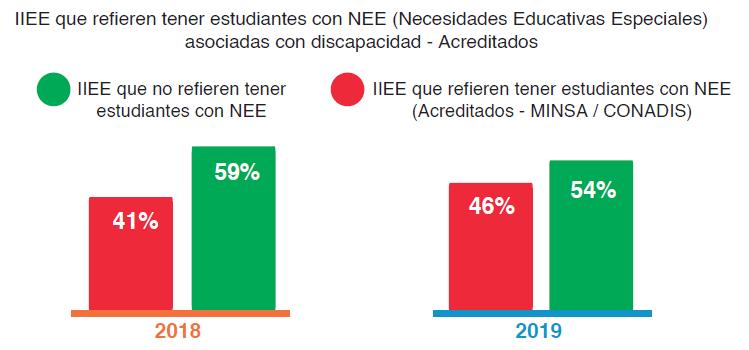 IIEE que refieren tener estudiantes con NEE (Necesidades Educativas Especiales)
asociadas con discapacidad - Acreditados
IIEE que no refieren tener
estudiantes con NEE
IIEE que refieren tener estudiantes con NEE
(Acreditados - MINSA / CONADIS)
41%
59%
46%
54%
2018
2019